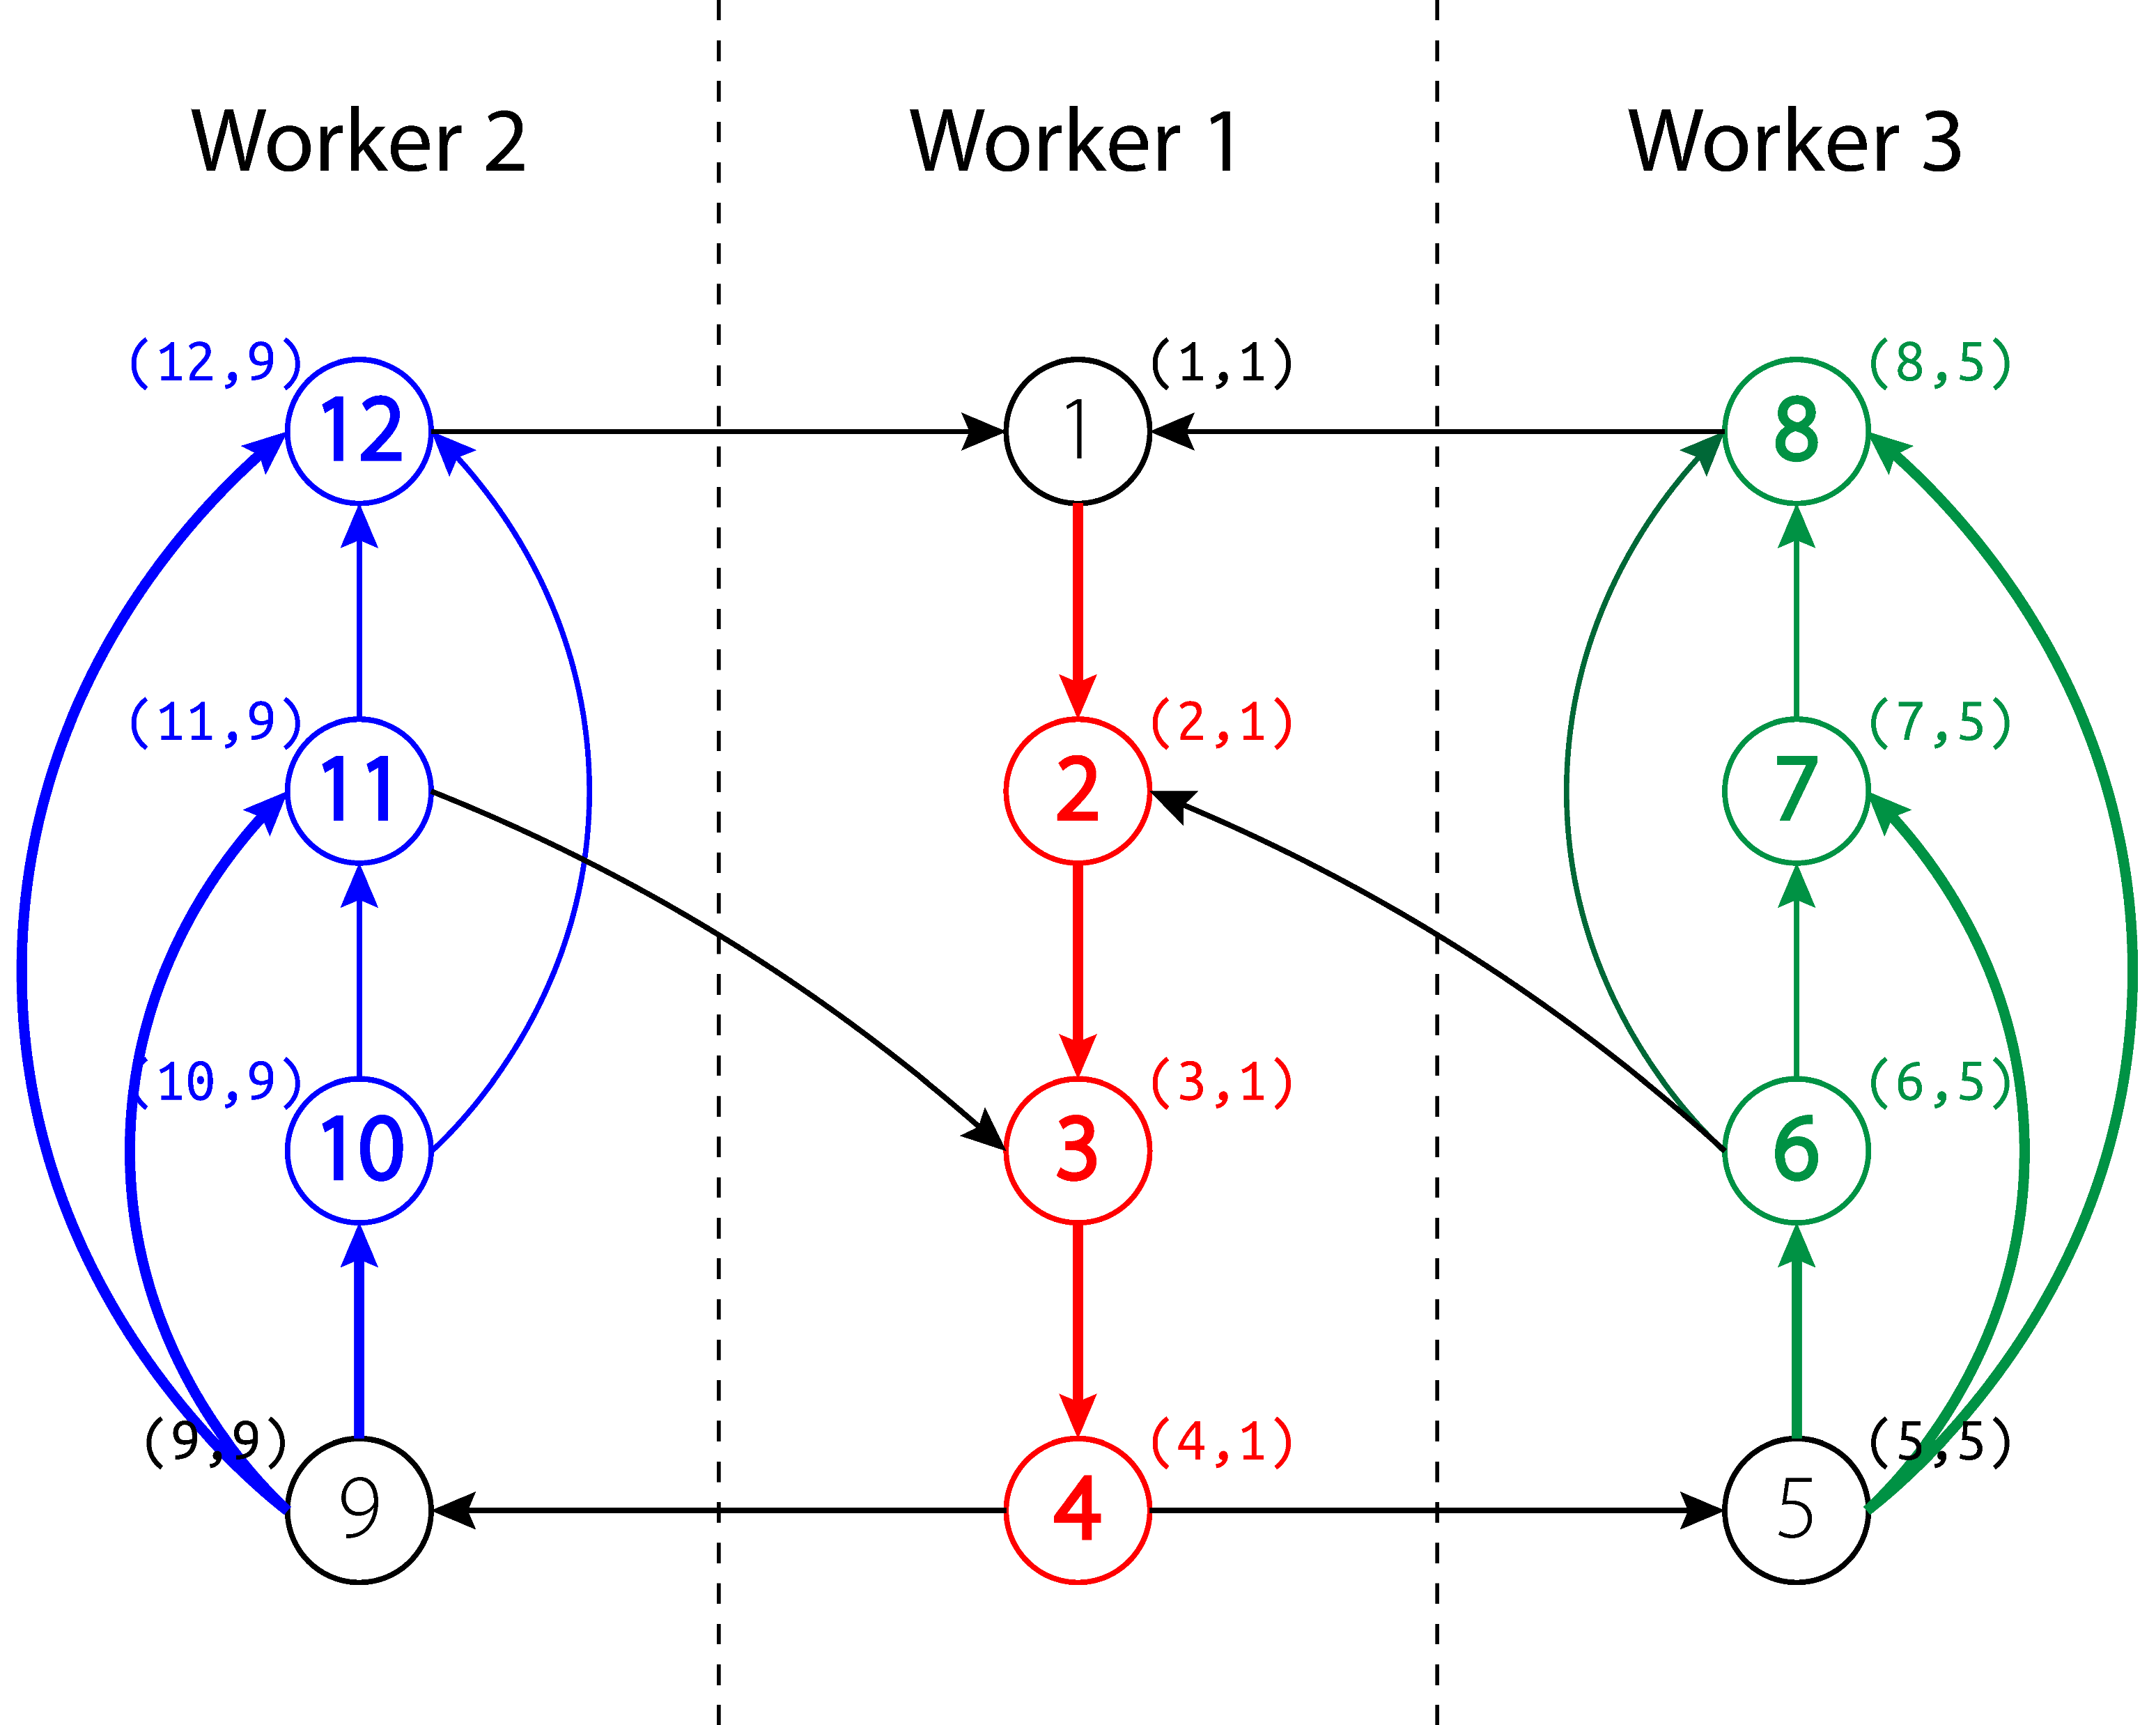 Worker 2 Worker 1 Worker 3
(12,9) (1,1) (8,5)
12 1 8
(11,9) (2,1) (7,5)
11 2 7
(10,9) (3,1) (6,5)
10 3 6
(9,9) (4,1) (5,5)
9 4 5